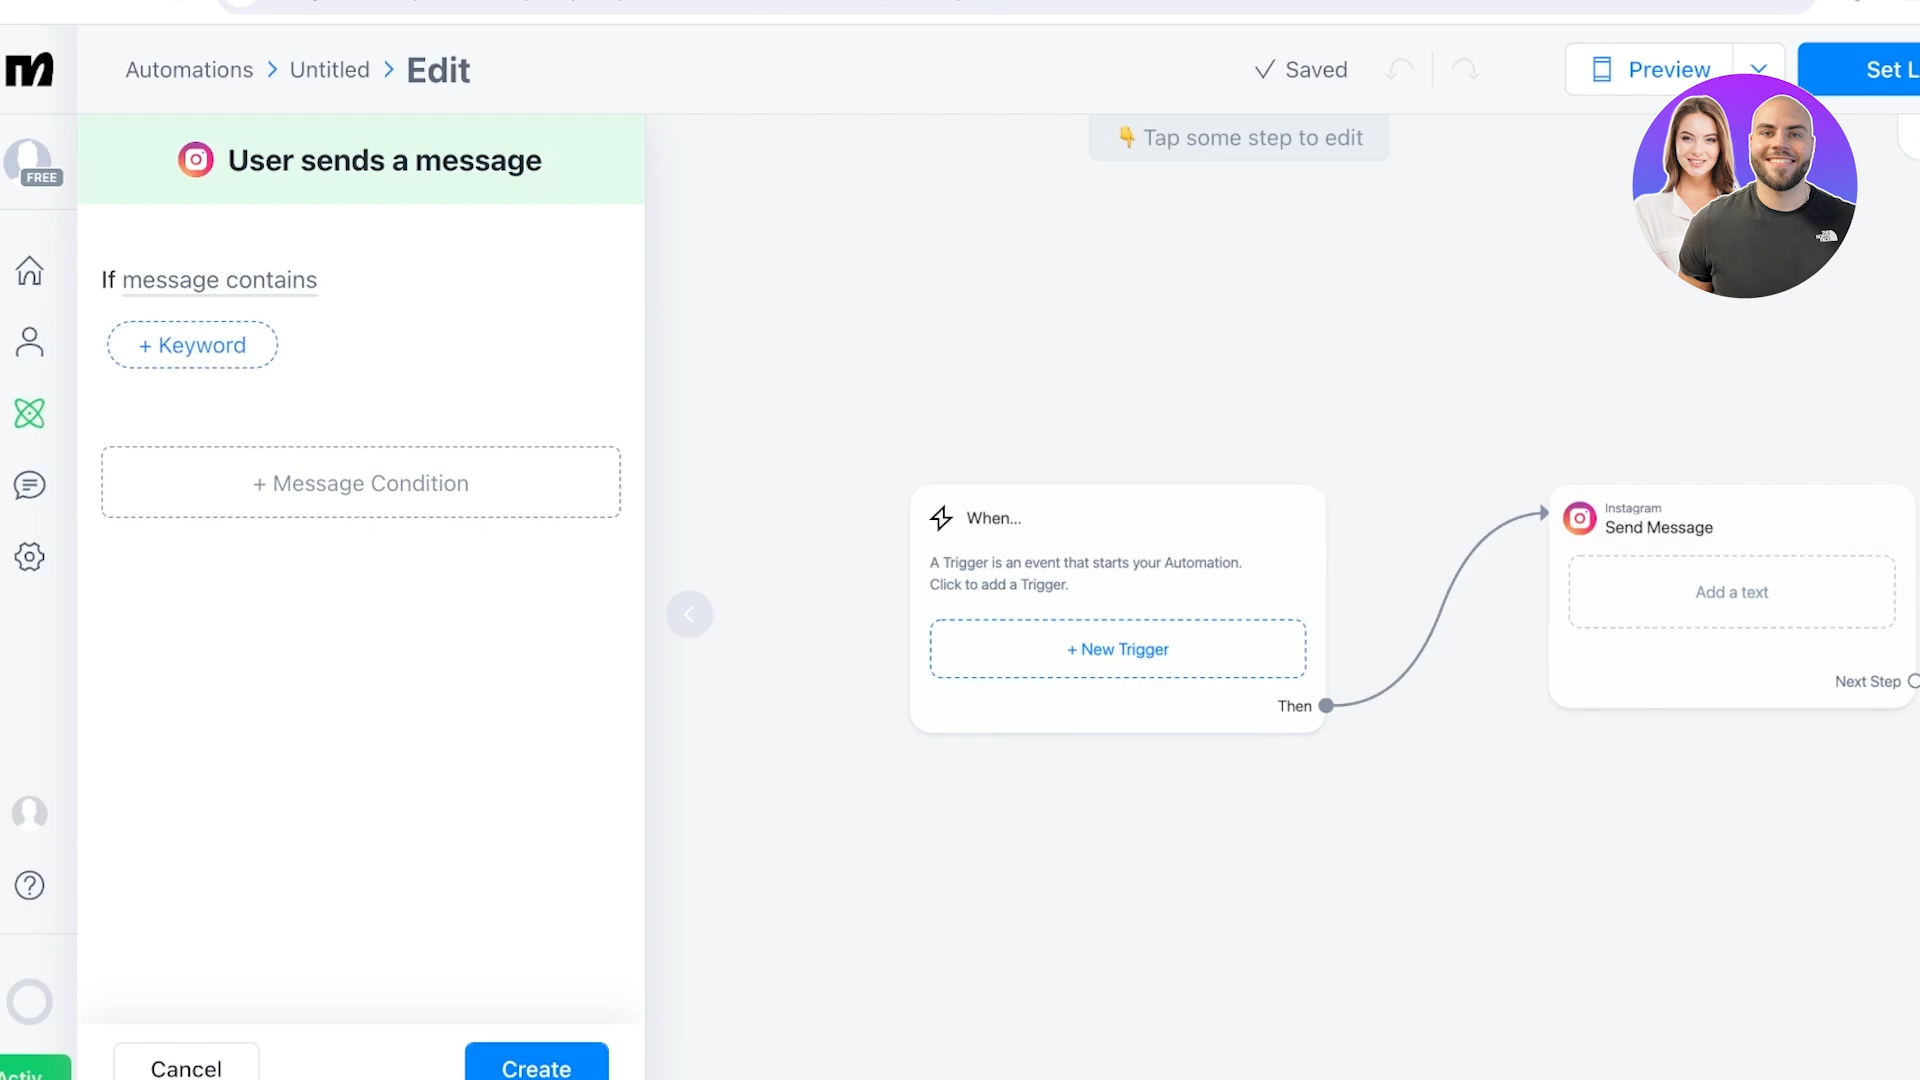 Automations > Untitled > Edit
Saved
Preview
Set L
FREE
User sends a message
👇 Tap some step to edit
If message contains
+ Keyword
+ Message Condition
When...
A Trigger is an event that starts your Automation.
Click to add a Trigger.
+ New Trigger
Then
Instagram
Send Message
Add a text
Next Step
Cancel
Create
Activ